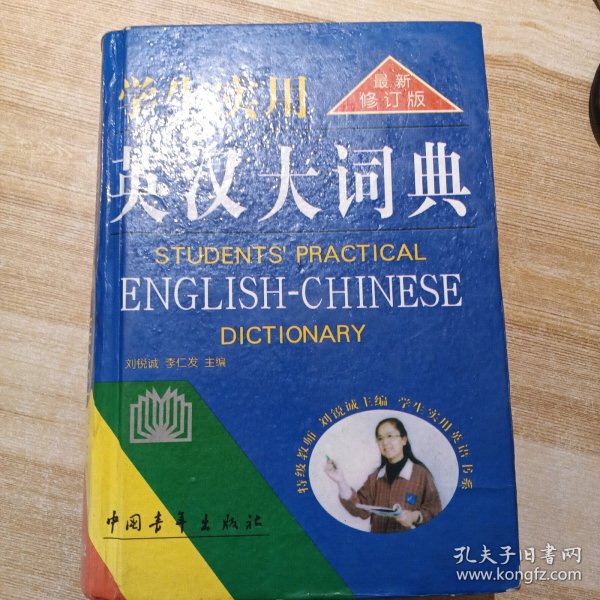 学生实用
最新
修订版
英汉大词典
STUDENTS' PRACTICAL
ENGLISH-CHINESE
DICTIONARY
刘锐诚 李仁发 主编
特级教师 刘锐诚主编 学生实用英语书系
中国青年出版社
孔夫子旧书网
www.kongfz.com